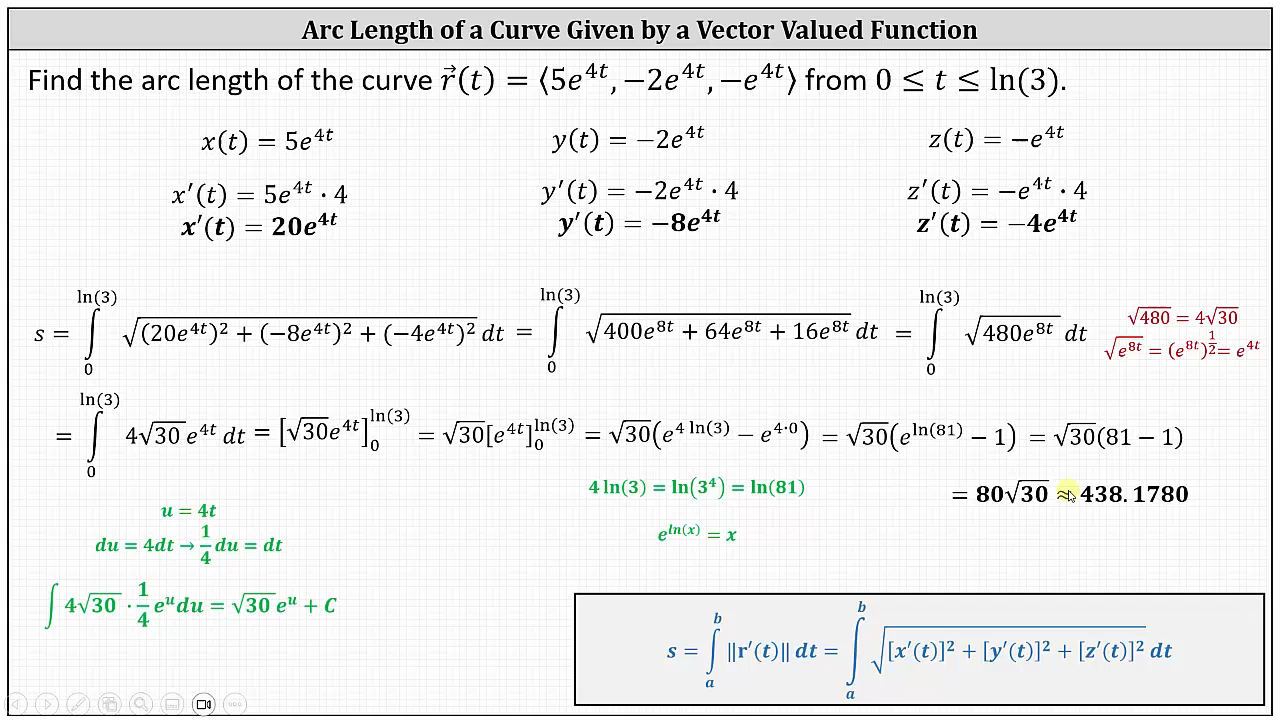 Arc Length of a Curve Given by a Vector Valued Function
Find the arc length of the curve r⃗(t) = ⟨5e^{4t}, −2e^{4t}, −e^{4t}⟩ from 0 ≤ t ≤ ln(3).
x(t) = 5e^{4t} y(t) = −2e^{4t} z(t) = −e^{4t}
x′(t) = 5e^{4t} · 4 y′(t) = −2e^{4t} · 4 z′(t) = −e^{4t} · 4
x′(t) = 20e^{4t} y′(t) = −8e^{4t} z′(t) = −4e^{4t}
s = ∫_0^{ln(3)} √((20e^{4t})² + (−8e^{4t})² + (−4e^{4t})²) dt = ∫_0^{ln(3)} √(400e^{8t} + 64e^{8t} + 16e^{8t}) dt = ∫_0^{ln(3)} √(480e^{8t}) dt
√480 = 4√30
√(e^{8t}) = (e^{8t})^{1/2} = e^{4t}
= ∫_0^{ln(3)} 4√30 e^{4t} dt = [√30e^{4t}]_0^{ln(3)} = √30[e^{4t}]_0^{ln(3)} = √30(e^{4 ln(3)} − e^{4·0}) = √30(e^{ln(81)} − 1) = √30(81 − 1)
4 ln(3) = ln(3⁴) = ln(81)
= 80√30 ≈ 438.1780
u = 4t
e^{ln(x)} = x
du = 4dt → 1/4 du = dt
∫ 4√30 · 1/4 e^u du = √30 e^u + C
s = ∫_a^b ‖r′(t)‖ dt = ∫_a^b √([x′(t)]² + [y′(t)]² + [z′(t)]²) dt